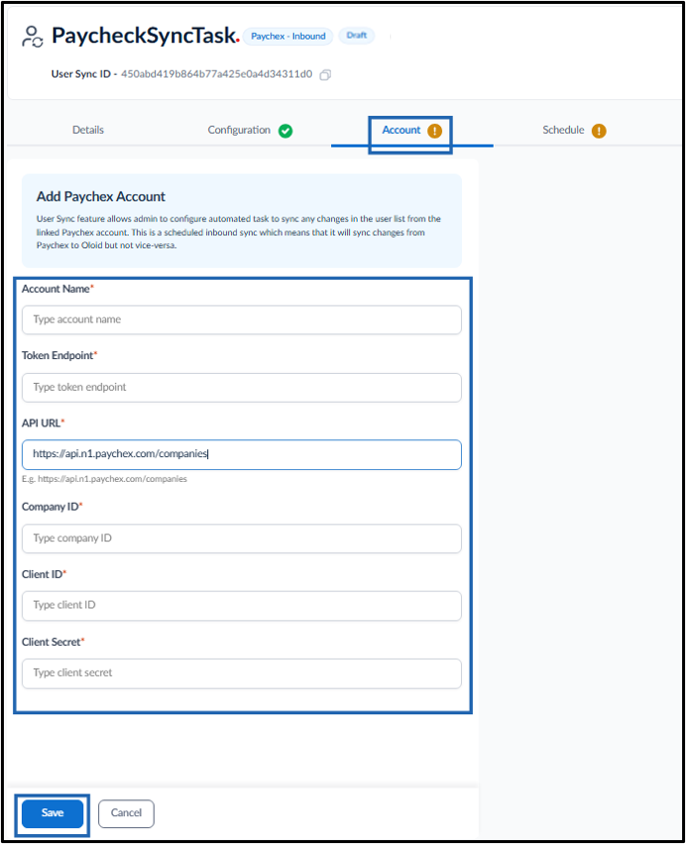 PaycheckSyncTask. Paychex - Inbound Draft
User Sync ID - 450abd419b864b77a425e0a4d34311d0
Details Configuration Account Schedule
Add Paychex Account
User Sync feature allows admin to configure automated task to sync any changes in the user list from the
linked Paychex account. This is a scheduled inbound sync which means that it will sync changes from
Paychex to Oloid but not vice-versa.
Account Name*
Type account name
Token Endpoint*
Type token endpoint
API URL*
https://api.n1.paychex.com/companies
E.g. https://api.n1.paychex.com/companies
Company ID*
Type company ID
Client ID*
Type client ID
Client Secret*
Type client secret
Save Cancel